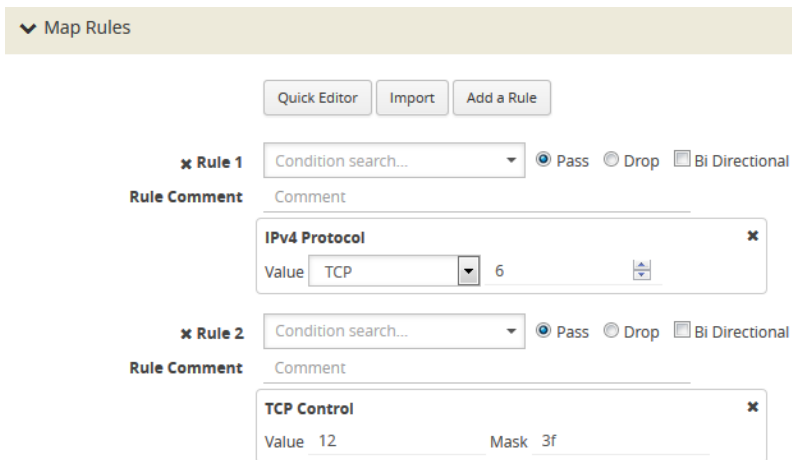 Map Rules
Quick Editor Import Add a Rule
Rule 1 Condition search... Pass Drop Bi Directional
Rule Comment Comment
IPv4 Protocol
Value TCP 6
Rule 2 Condition search... Pass Drop Bi Directional
Rule Comment Comment
TCP Control
Value 12 Mask 3f